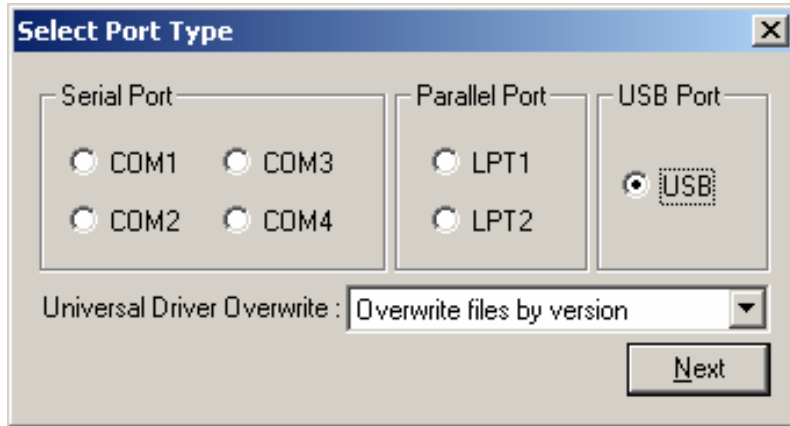 Select Port Type
Serial Port
Parallel Port
USB Port
COM1
COM3
LPT1
USB
COM2
COM4
LPT2
Universal Driver Overwrite : Overwrite files by version
Next